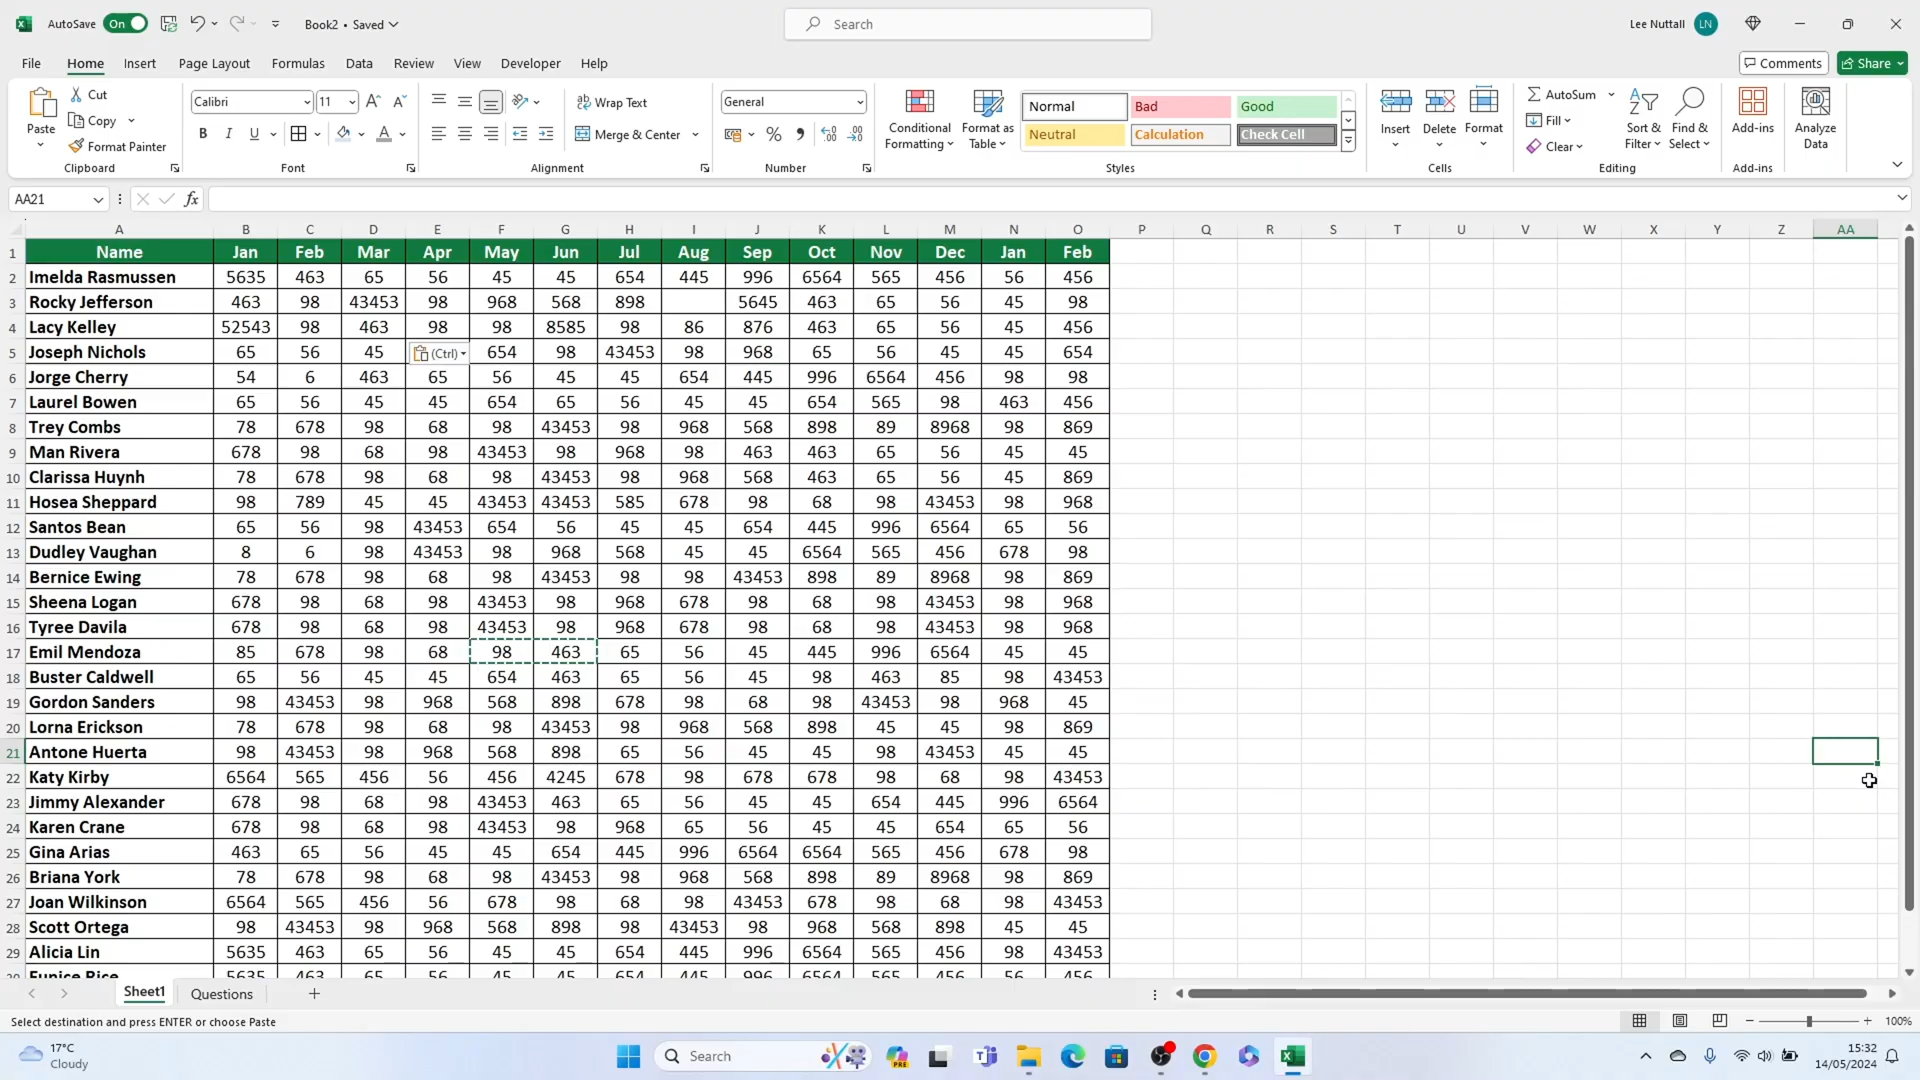 AutoSave On Book2 • Saved Search Lee Nuttall LN
File Home Insert Page Layout Formulas Data Review View Developer Help Comments Share
Paste Cut Copy Format Painter Clipboard
Calibri 11 B I U Font
Wrap Text Merge & Center Alignment
General % Number
Conditional Formatting Format as Table Normal Bad Good Neutral Calculation Check Cell Styles
Insert Delete Format Cells
AutoSum Fill Clear Sort & Filter Find & Select Editing
Add-ins Add-ins Analyze Data
AA21 fx
A B C D E F G H I J K L M N O P Q R S T U V W X Y Z AA
1 Name Jan Feb Mar Apr May Jun Jul Aug Sep Oct Nov Dec Jan Feb
2 Imelda Rasmussen 5635 463 65 56 45 45 654 445 996 6564 565 456 56 456
3 Rocky Jefferson 463 98 43453 98 968 568 898 5645 463 65 56 45 98
4 Lacy Kelley 52543 98 463 98 98 8585 98 86 876 463 65 56 45 456
5 Joseph Nichols 65 56 45 (Ctrl) 654 98 43453 98 968 65 56 45 45 654
6 Jorge Cherry 54 6 463 65 56 45 45 654 445 996 6564 456 98 98
7 Laurel Bowen 65 56 45 45 654 65 56 45 45 654 565 98 463 456
8 Trey Combs 78 678 98 68 98 43453 98 968 568 898 89 8968 98 869
9 Man Rivera 678 98 68 98 43453 98 968 98 463 463 65 56 45 45
10 Clarissa Huynh 78 678 98 68 98 43453 98 968 568 463 65 56 45 869
11 Hosea Sheppard 98 789 45 45 43453 43453 585 678 98 68 98 43453 98 968
12 Santos Bean 65 56 98 43453 654 56 45 45 654 445 996 6564 65 56
13 Dudley Vaughan 8 6 98 43453 98 968 568 45 45 6564 565 456 678 98
14 Bernice Ewing 78 678 98 68 98 43453 98 98 43453 898 89 8968 98 869
15 Sheena Logan 678 98 68 98 43453 98 968 678 98 68 98 43453 98 968
16 Tyree Davila 678 98 68 98 43453 98 968 678 98 68 98 43453 98 968
17 Emil Mendoza 85 678 98 68 98 463 65 56 45 445 996 6564 45 45
18 Buster Caldwell 65 56 45 45 654 463 65 56 45 98 463 85 98 43453
19 Gordon Sanders 98 43453 98 968 568 898 678 98 68 98 43453 98 968 45
20 Lorna Erickson 78 678 98 68 98 43453 98 968 568 898 45 45 98 869
21 Antone Huerta 98 43453 98 968 568 898 65 56 45 45 98 43453 45 45
22 Katy Kirby 6564 565 456 56 456 4245 678 98 678 678 98 68 98 43453
23 Jimmy Alexander 678 98 68 98 43453 463 65 56 45 45 654 445 996 6564
24 Karen Crane 678 98 68 98 43453 98 968 65 56 45 45 654 65 56
25 Gina Arias 463 65 56 45 45 654 445 996 6564 6564 565 456 678 98
26 Briana York 78 678 98 68 98 43453 98 968 568 898 89 8968 98 869
27 Joan Wilkinson 6564 565 456 56 678 98 68 98 43453 678 98 68 98 43453
28 Scott Ortega 98 43453 98 968 568 898 98 43453 98 968 568 898 45 45
29 Alicia Lin 5635 463 65 56 45 45 654 445 996 6564 565 456 98 43453
30 Eunice Rice 5635 463 65 56 45 45 654 445 996 6564 565 456 56 456
Sheet1 Questions
Select destination and press ENTER or choose Paste 100%
17°C
Cloudy
Search PRE
15:32
14/05/2024